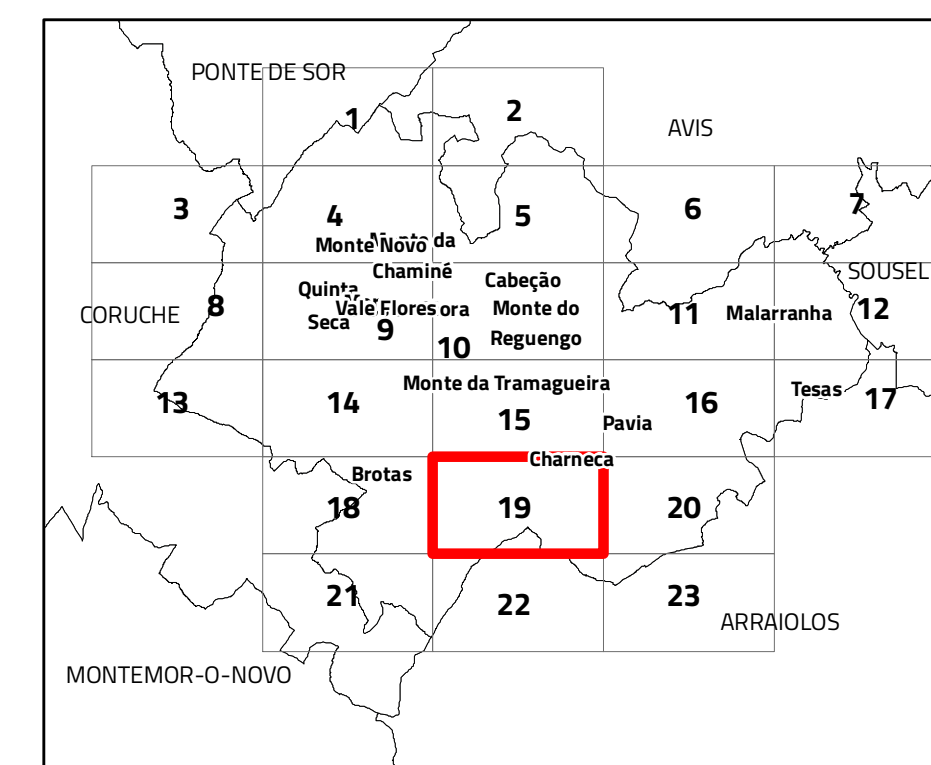 PONTE DE SOR
1
2
AVIS
3
4
5
6
7
Monte Novo
da
Chaminé
SOUSEL
Quinta
Seca
Cabeção
CORUCHE
8
Vale Flores
ora
9
10
Monte do
Reguengo
11
Malarranha
12
Monte da Tramagueira
13
14
15
Pavia
16
Tesas
17
Charneca
Brotas
18
19
20
21
22
23
ARRAIOLOS
MONTEMOR-O-NOVO